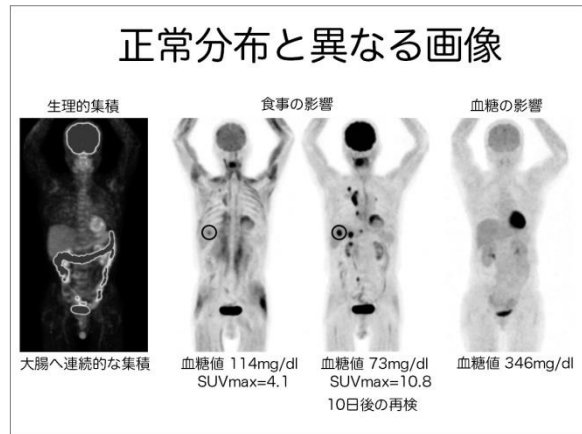 正常分布と異なる画像
生理的集積
食事の影響
血糖の影響
大腸へ連続的な集積
血糖値 114mg/dl
SUVmax=4.1
血糖値 73mg/dl
SUVmax=10.8
10日後の再検
血糖値 346mg/dl